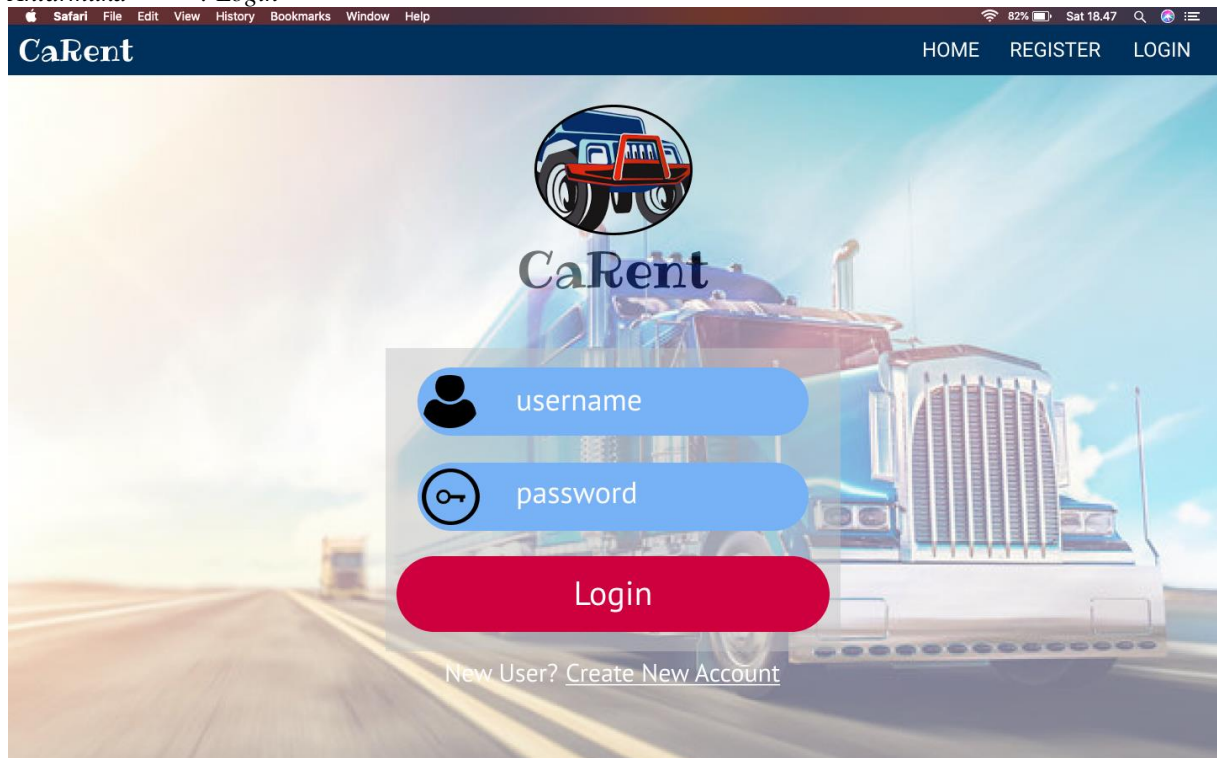 : Login
Safari File Edit View History Bookmarks Window Help 82% Sat 18.47
CaRent HOME REGISTER LOGIN
CaRent
username
password
Login
New User? Create New Account